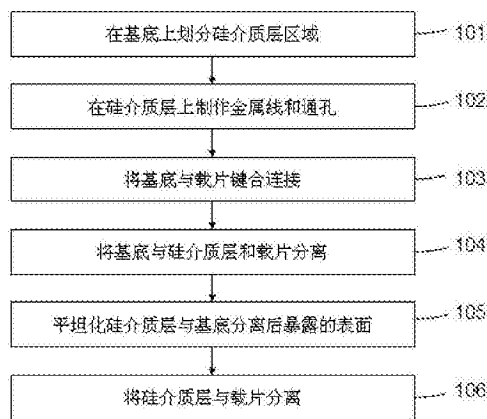 在基底上划分硅介质层区域
101
在硅介质层上制作金属线和通孔
102
将基底与载片键合连接
103
将基底与硅介质层和载片分离
104
平坦化硅介质层与基底分离后暴露的表面
105
将硅介质层与载片分离
106